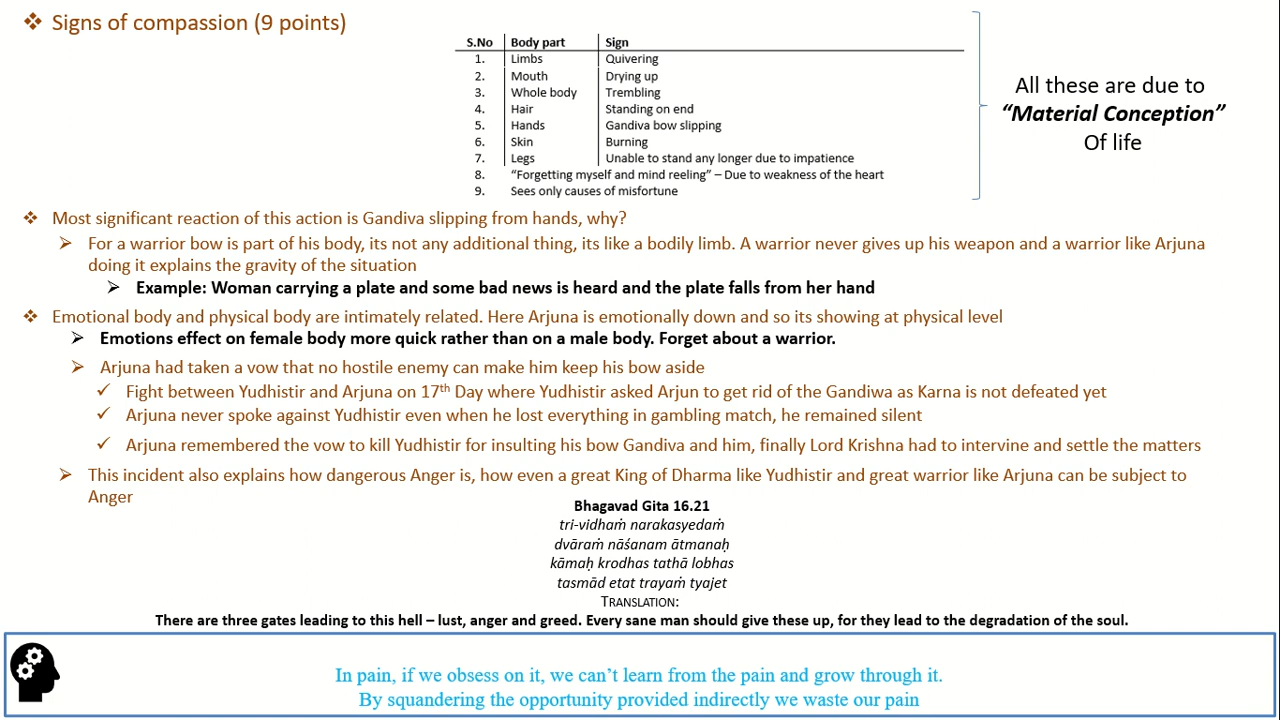 ❖ Signs of compassion (9 points)
S.No Body part Sign
1. Limbs Quivering
2. Mouth Drying up
3. Whole body Trembling
4. Hair Standing on end
5. Hands Gandiva bow slipping
6. Skin Burning
7. Legs Unable to stand any longer due to impatience
8. “Forgetting myself and mind reeling” – Due to weakness of the heart
9. Sees only causes of misfortune
All these are due to
“Material Conception”
Of life
❖ Most significant reaction of this action is Gandiva slipping from hands, why?
➢ For a warrior bow is part of his body, its not any additional thing, its like a bodily limb. A warrior never gives up his weapon and a warrior like Arjuna
doing it explains the gravity of the situation
➢ Example: Woman carrying a plate and some bad news is heard and the plate falls from her hand
❖ Emotional body and physical body are intimately related. Here Arjuna is emotionally down and so its showing at physical level
➢ Emotions effect on female body more quick rather than on a male body. Forget about a warrior.
➢ Arjuna had taken a vow that no hostile enemy can make him keep his bow aside
✓ Fight between Yudhistir and Arjuna on 17th Day where Yudhistir asked Arjun to get rid of the Gandiwa as Karna is not defeated yet
✓ Arjuna never spoke against Yudhistir even when he lost everything in gambling match, he remained silent
✓ Arjuna remembered the vow to kill Yudhistir for insulting his bow Gandiva and him, finally Lord Krishna had to intervine and settle the matters
➢ This incident also explains how dangerous Anger is, how even a great King of Dharma like Yudhistir and great warrior like Arjuna can be subject to
Anger
Bhagavad Gita 16.21
tri-vidhaṁ narakasyedaṁ
dvāraṁ nāśanam ātmanaḥ
kāmaḥ krodhas tathā lobhas
tasmād etat trayaṁ tyajet
TRANSLATION:
There are three gates leading to this hell – lust, anger and greed. Every sane man should give these up, for they lead to the degradation of the soul.
In pain, if we obsess on it, we can’t learn from the pain and grow through it.
By squandering the opportunity provided indirectly we waste our pain